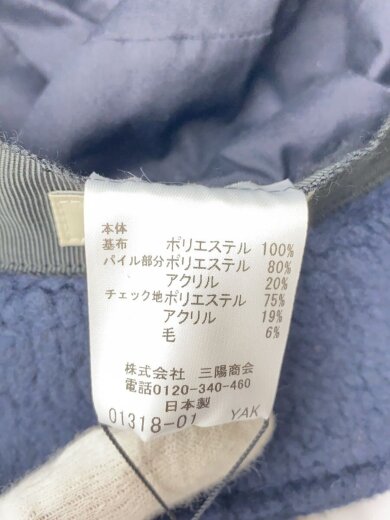 本体
基布 ポリエステル 100%
パイル部分 ポリエステル 80%
アクリル 20%
チェック地 ポリエステル 75%
アクリル 19%
毛 6%
株式会社 三陽商会
電話0120-340-460
日本製
01318-01 YAK